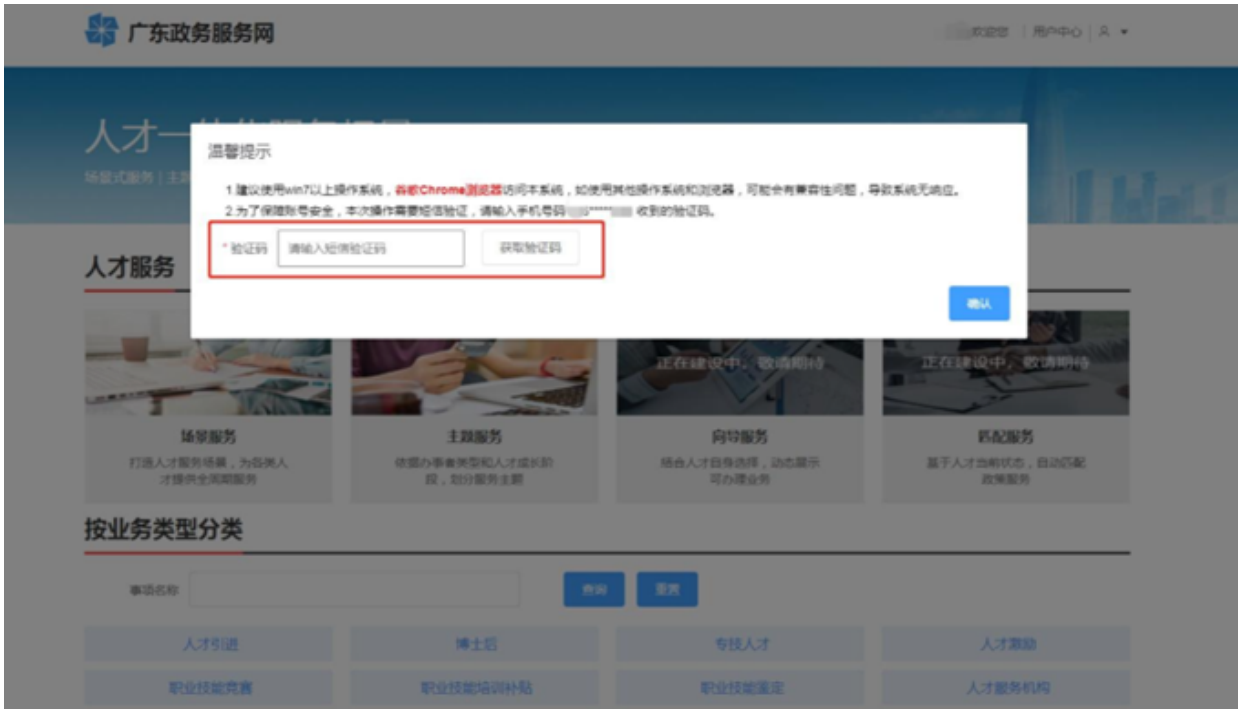 广东政务服务网
欢迎您 | 用户中心
人才一
场景式服务 | 主题
温馨提示
1.建议使用win7以上操作系统，谷歌Chrome浏览器访问本系统，如使用其他操作系统和浏览器，可能会有兼容性问题，导致系统无响应。
2.为了保障账号安全，本次操作需要短信验证，请输入手机号码*****收到的验证码。
* 验证码 请输入短信验证码 获取验证码
确认
人才服务
正在建设中，敬请期待 正在建设中，敬请期待
场景服务 主题服务 向导服务 匹配服务
打造人才服务场景，为各类人 依据办事者类型和人才成长阶 结合人才自身选择，动态展示 基于人才当前状态，自动匹配
才提供全周期服务 段，划分服务主题 可办理业务 政策服务
按业务类型分类
事项名称 查询 重置
人才引进 博士后 专技人才 人才激励
职业技能竞赛 职业技能培训补贴 职业技能鉴定 人才服务机构